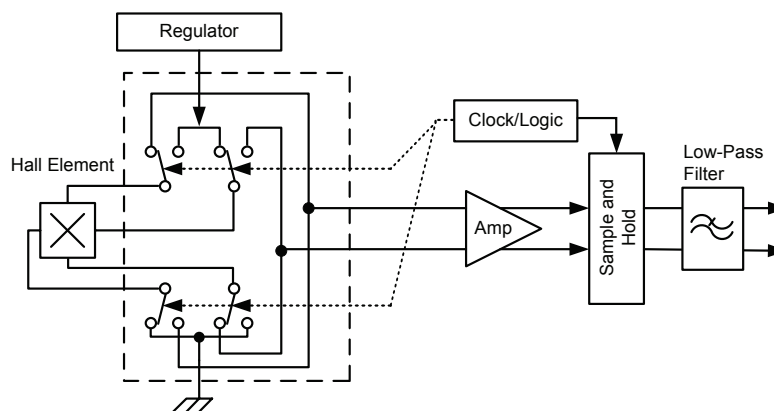 Regulator
Clock/Logic
Hall Element
Low-Pass
Filter
Amp
Sample and
Hold